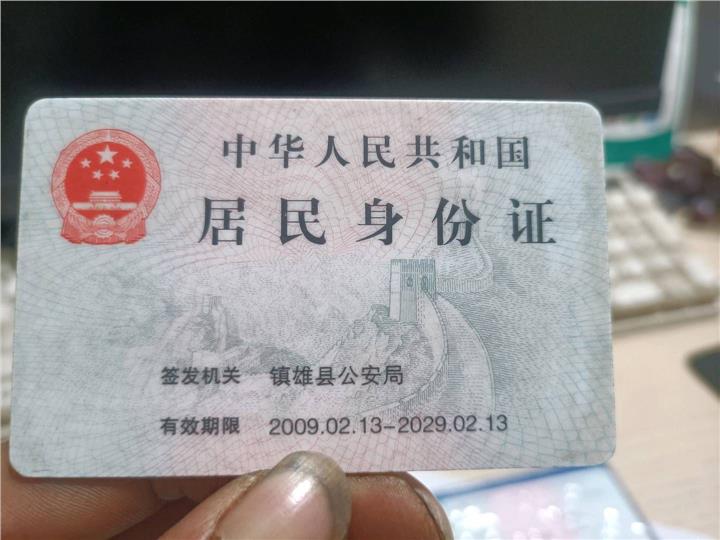 中华人民共和国
居民身份证
签发机关 镇雄县公安局
有效期限 2009.02.13-2029.02.13